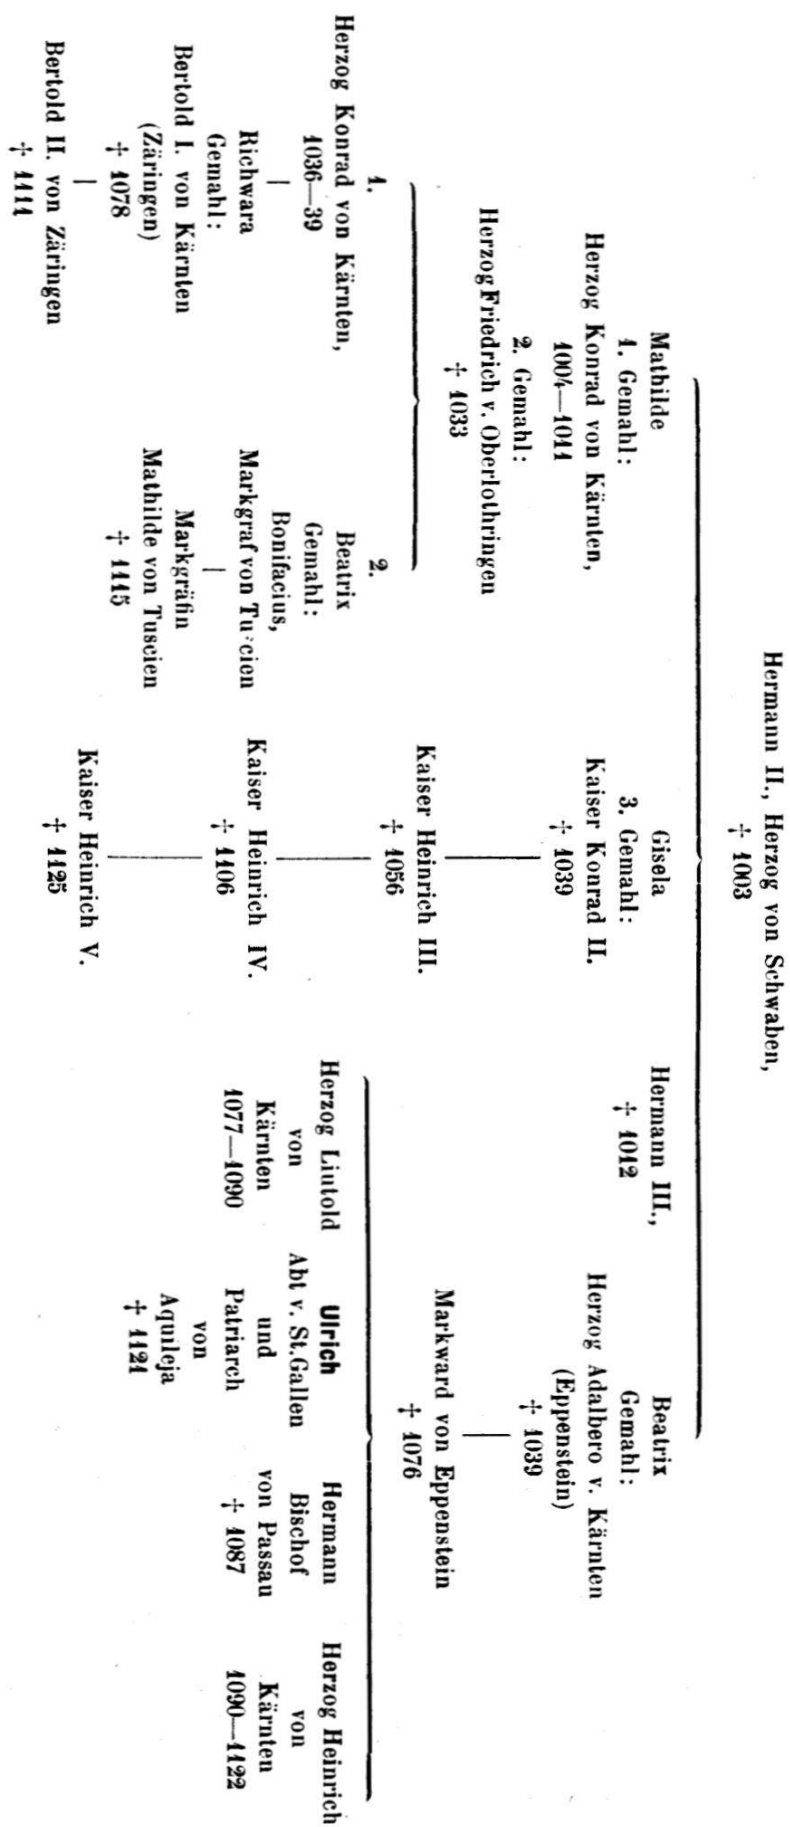 Hermann II., Herzog von Schwaben,
† 1003
Mathilde
1. Gemahl:
Herzog Konrad von Kärnten,
1004—1011
2. Gemahl:
Herzog Friedrich v. Oberlothringen
† 1033
Gisela
3. Gemahl:
Kaiser Konrad II.
† 1039
Hermann III.,
† 1012
Beatrix
Gemahl:
Herzog Adalbero v. Kärnten
(Eppenstein)
† 1039
1.
Herzog Konrad von Kärnten,
1036—39
Richwara
Gemahl:
Bertold I. von Kärnten
(Záringen)
† 1078
Bertold II. von Zäringen
† 1111
2.
Beatrix
Gemahl:
Bonifacius,
Markgraf von Tuscien
Markgräfin
Mathilde von Tuscien
† 1115
Kaiser Heinrich III.
† 1056
Kaiser Heinrich IV.
† 1106
Kaiser Heinrich V.
† 1125
Markward von Eppenstein
† 1076
Herzog Liutold
von
Kärnten
1077—1090
Ulrich
Abt v. St.Gallen
und
Patriarch
von
Aquileja
† 1121
Hermann
Bischof
von Passau
† 1087
Herzog Heinrich
von
Kärnten
1090—1122